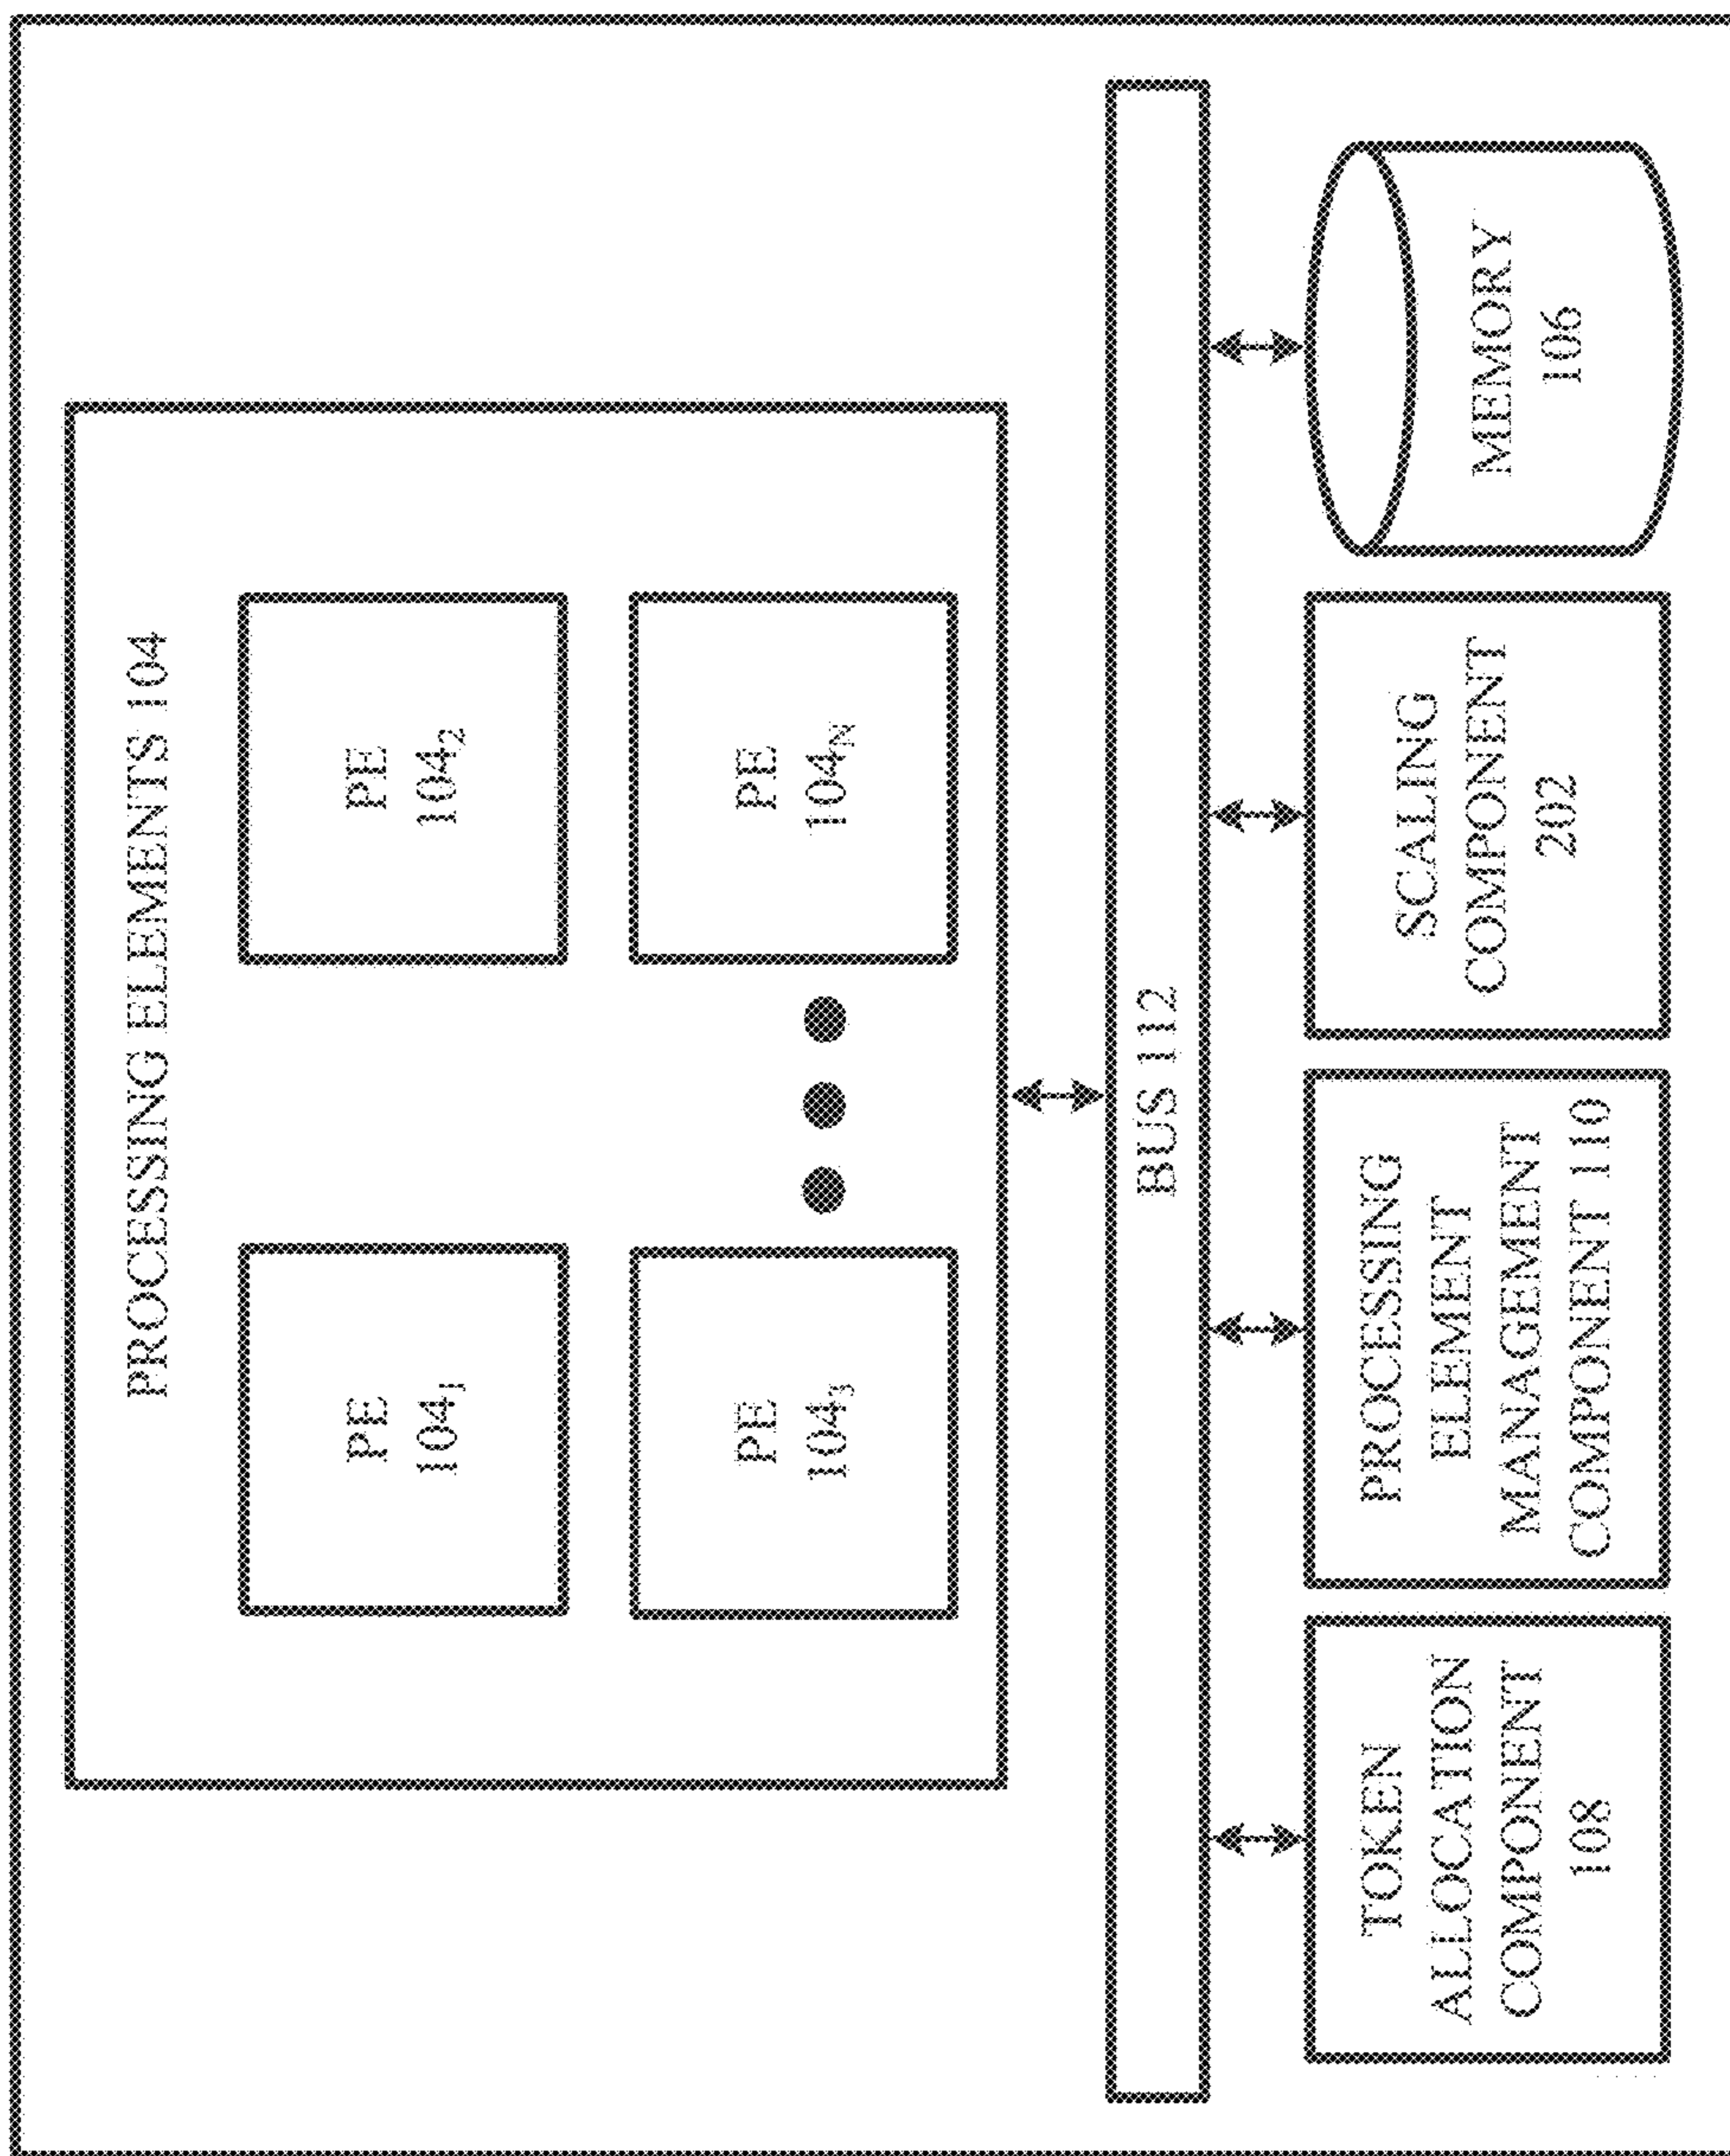 PROCESSING ELEMENTS 104
PE
104₁
PE
104₂
PE
104₃
PE
104N
BUS 112
TOKEN
ALLOCATION
COMPONENT
108
PROCESSING
ELEMENT
MANAGEMENT
COMPONENT 110
SCALING
COMPONENT
202
MEMORY
106